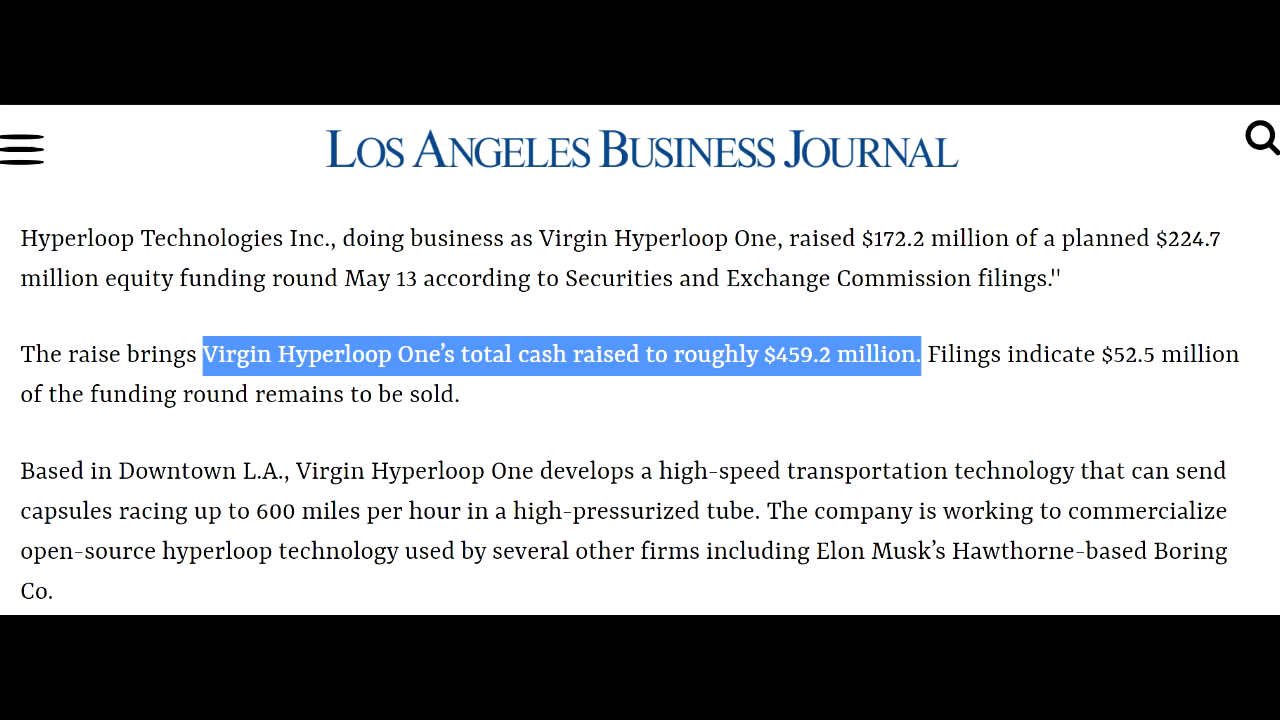 LOS ANGELES BUSINESS JOURNAL
Hyperloop Technologies Inc., doing business as Virgin Hyperloop One, raised $172.2 million of a planned $224.7
million equity funding round May 13 according to Securities and Exchange Commission filings."
The raise brings Virgin Hyperloop One’s total cash raised to roughly $459.2 million. Filings indicate $52.5 million
of the funding round remains to be sold.
Based in Downtown L.A., Virgin Hyperloop One develops a high-speed transportation technology that can send
capsules racing up to 600 miles per hour in a high-pressurized tube. The company is working to commercialize
open-source hyperloop technology used by several other firms including Elon Musk’s Hawthorne-based Boring
Co.